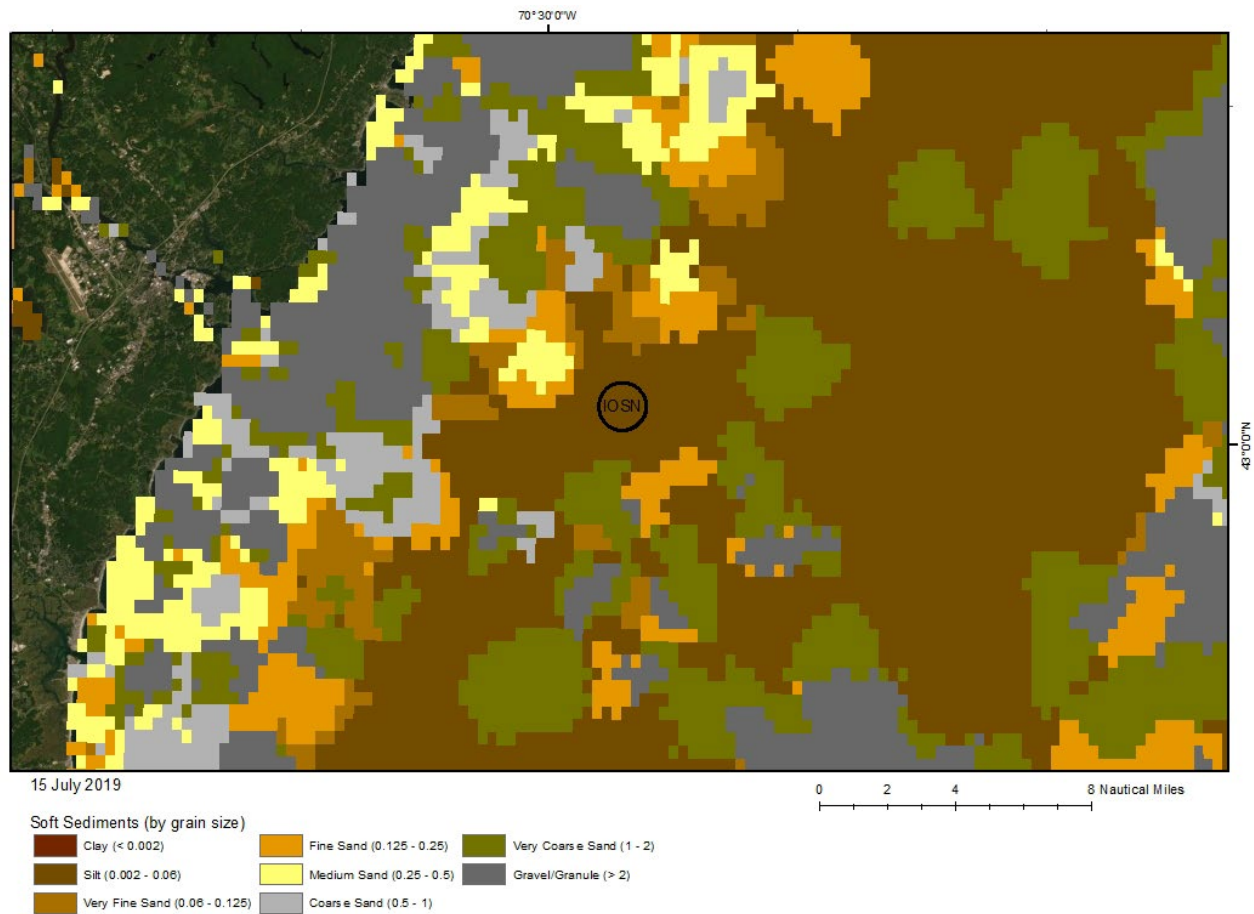 70°30'0"W
IOSN
43°0'0"N
15 July 2019
0 2 4 8 Nautical Miles
Soft Sediments (by grain size)
Clay (< 0.002)
Fine Sand (0.125 - 0.25)
Very Coarse Sand (1 - 2)
Silt (0.002 - 0.06)
Medium Sand (0.25 - 0.5)
Gravel/Granule (> 2)
Very Fine Sand (0.06 - 0.125)
Coarse Sand (0.5 - 1)